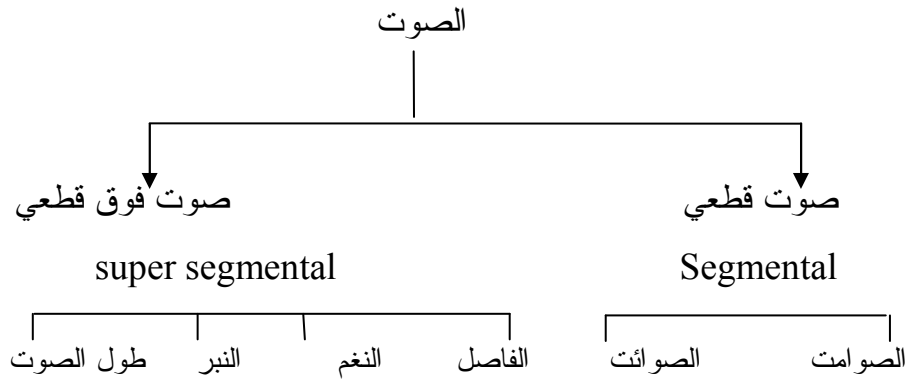 الصوت
صوت قطعي صوت فوق قطعي
Segmental super segmental
الصوامت الصوائت الفاصل النغم النبر طول الصوت